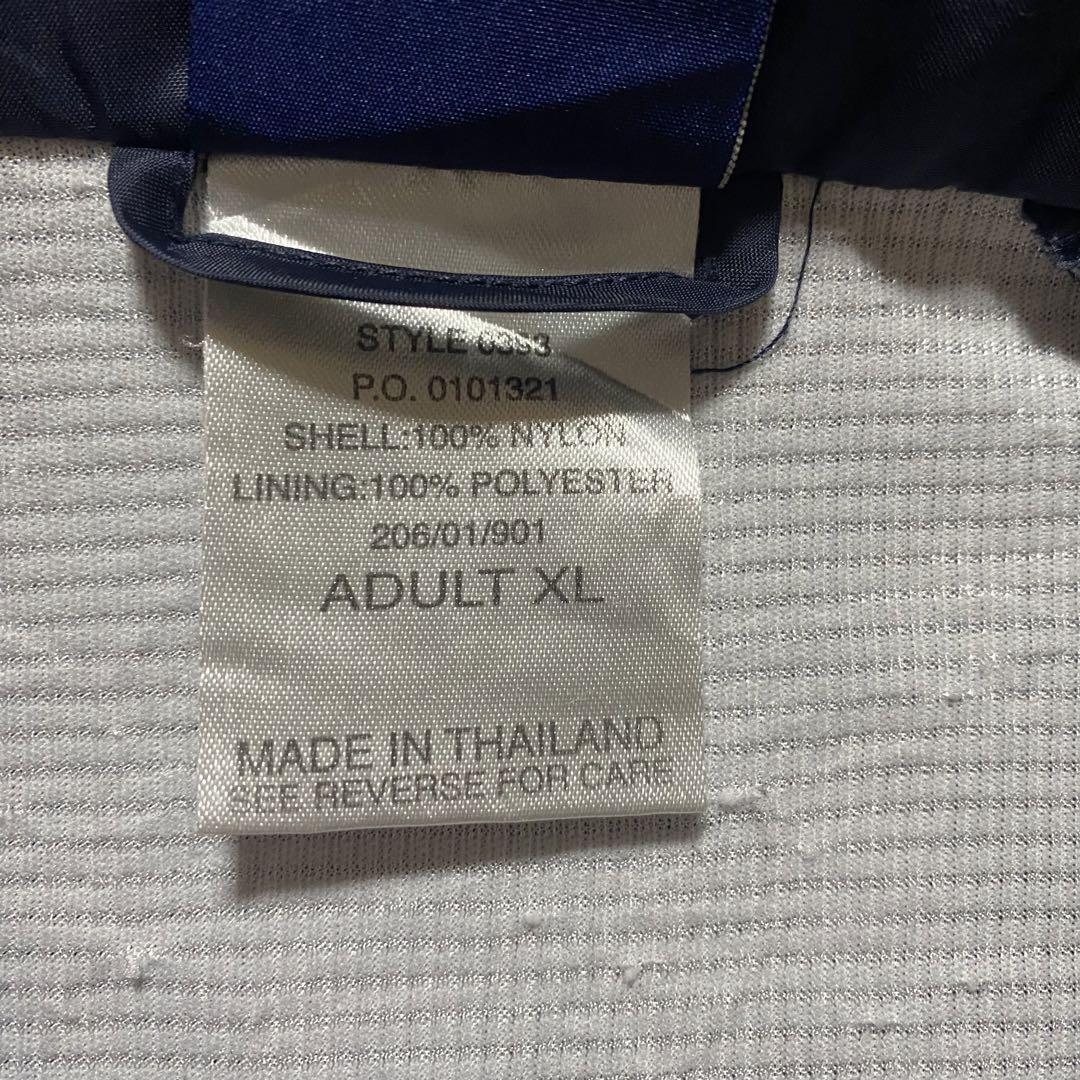 STYLE
P.O. 0101321
SHELL:100% NYLON
LINING:100% POLYESTER
206/01/901
ADULT XL
MADE IN THAILAND
SEE REVERSE FOR CARE